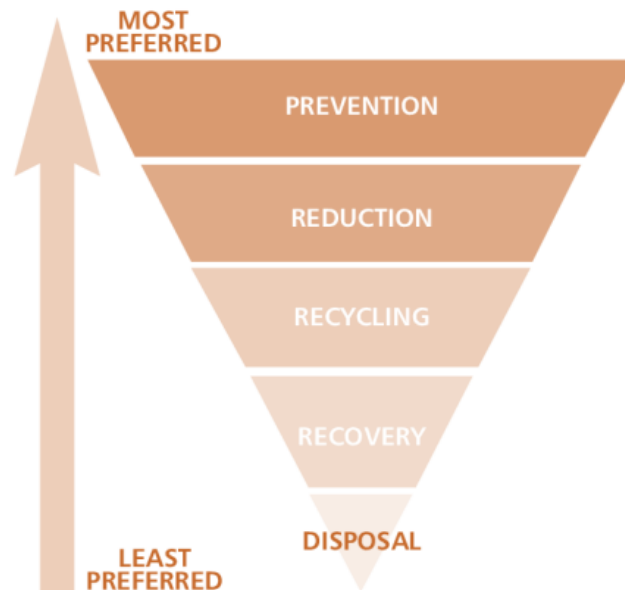 MOST
PREFERRED
PREVENTION
REDUCTION
RECYCLING
RECOVERY
DISPOSAL
LEAST
PREFERRED